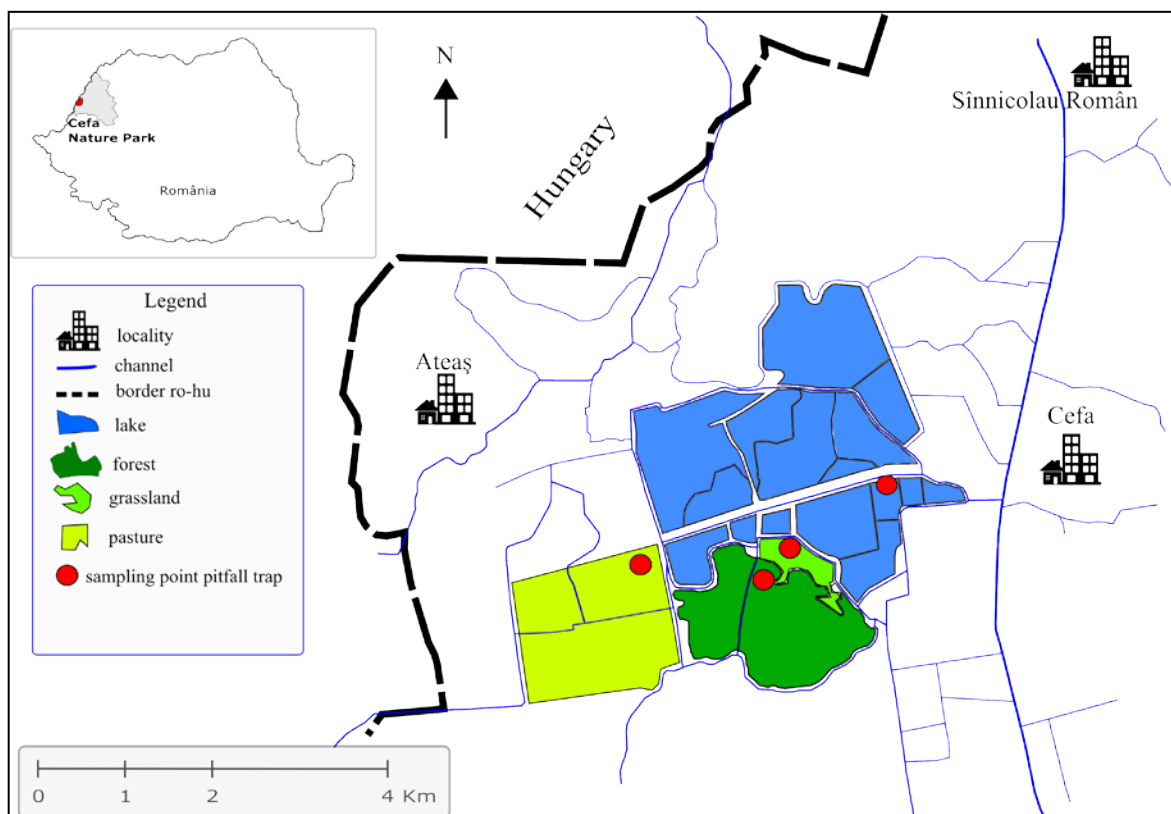 Cefa
Nature Park
România
N
Hungary
Sînnicolau Român
Ateaş
Cefa
Legend
locality
channel
border ro-hu
lake
forest
grassland
pasture
sampling point pitfall trap
0 1 2 4 Km